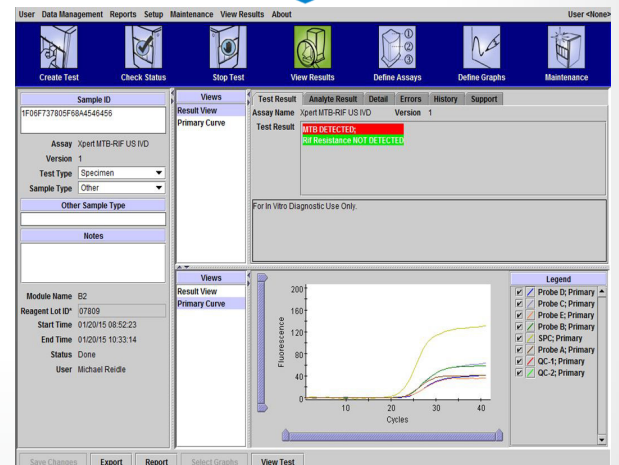 User Data Management Reports Setup Maintenance View Results About User <None>
Create Test Check Status Stop Test View Results Define Assays Define Graphs Maintenance
Sample ID
1F06F737805F68A4546456
Assay Xpert MTB-RIF US IVD
Version 1
Test Type Specimen
Sample Type Other
Other Sample Type
Notes
Module Name B2
Reagent Lot ID* 07809
Start Time 01/20/15 08:52:23
End Time 01/20/15 10:33:14
Status Done
User Michael Reidle
Views
Result View
Primary Curve
Test Result Analyte Result Detail Errors History Support
Assay Name Xpert MTB-RIF US IVD Version 1
Test Result
MTB DETECTED;
Rif Resistance NOT DETECTED
For In Vitro Diagnostic Use Only.
Views
Result View
Primary Curve
200
160
120
80
40
0
Fluorescence
10 20 30 40
Cycles
Legend
Probe D; Primary
Probe C; Primary
Probe E; Primary
Probe B; Primary
SPC; Primary
Probe A; Primary
QC-1; Primary
QC-2; Primary
Save Changes Export Report Select Graphs View Test